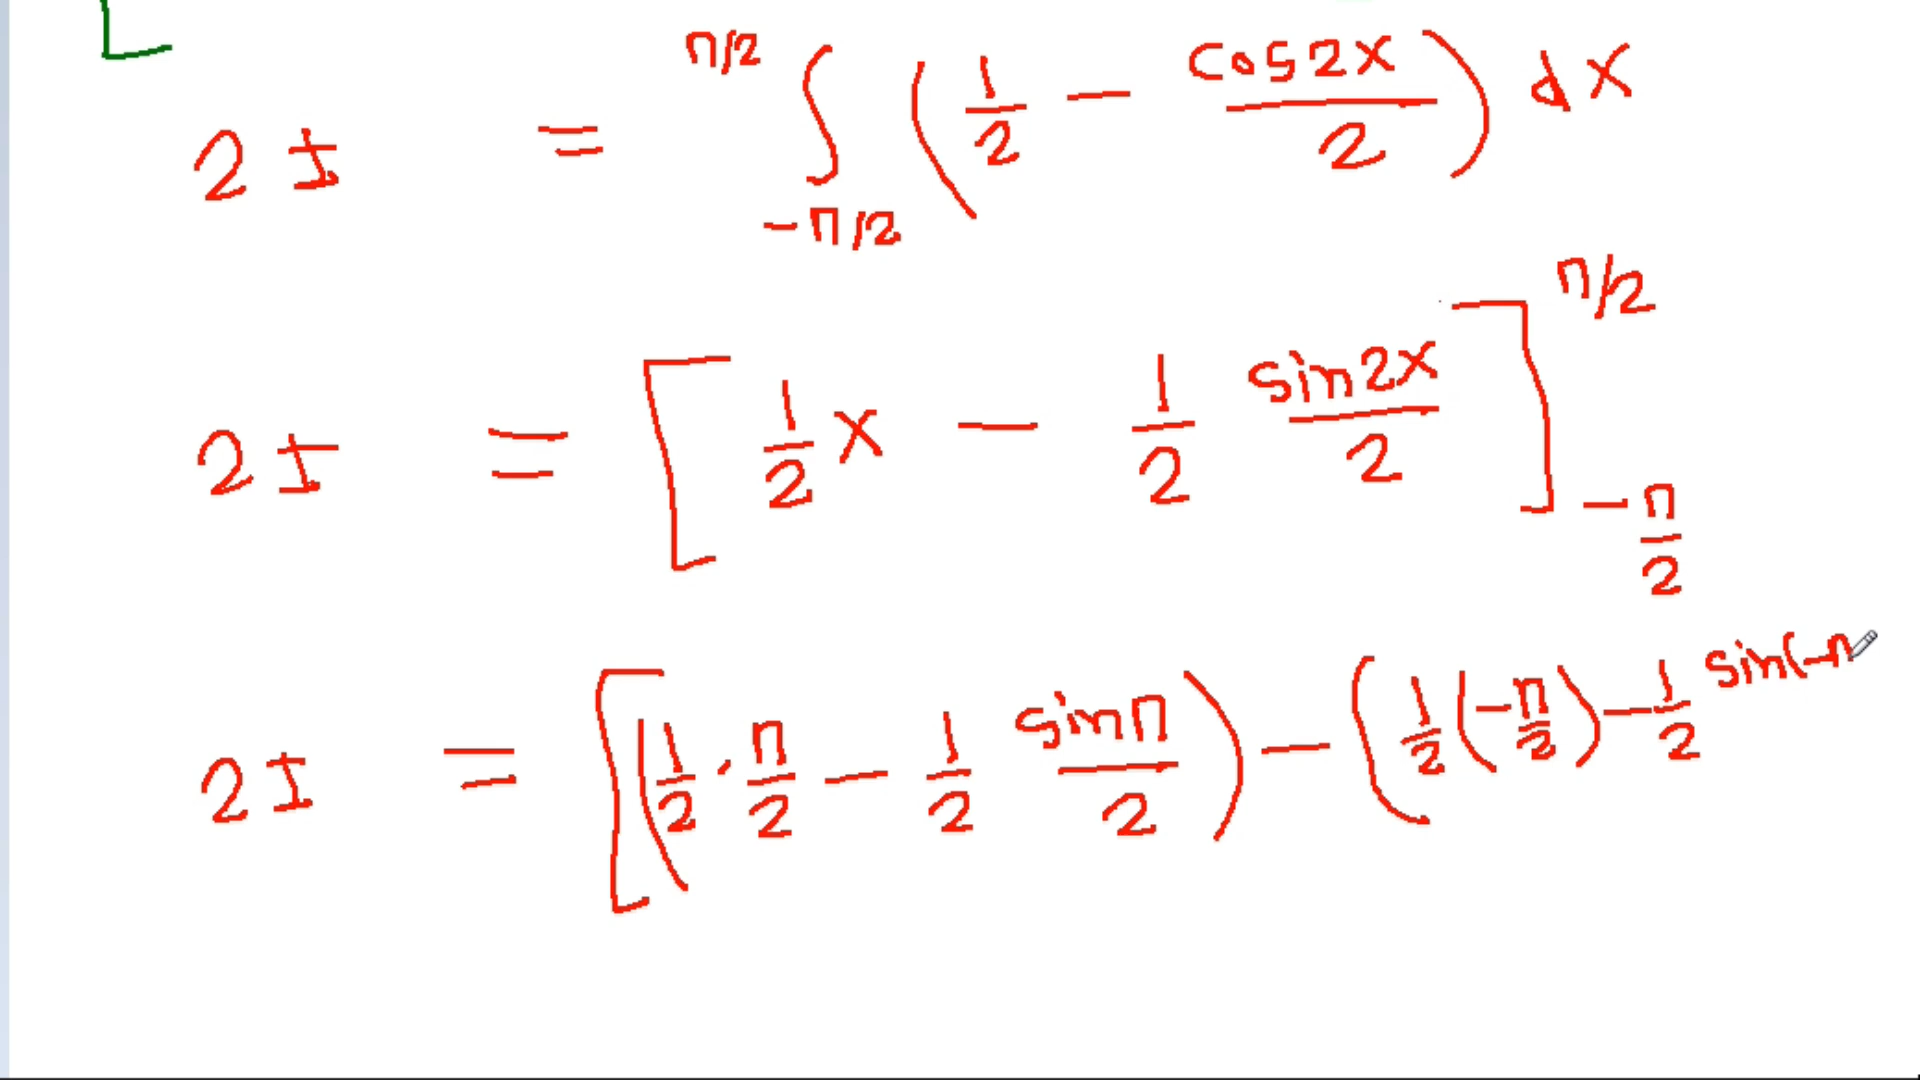 2I = ∫_{-π/2}^{π/2} (1/2 - cos2x/2) dx
2I = [1/2 x - 1/2 sin2x/2]_{-π/2}^{π/2}
2I = [(1/2 · π/2 - 1/2 sinπ/2) - (1/2 (-π/2) - 1/2 sin(-π